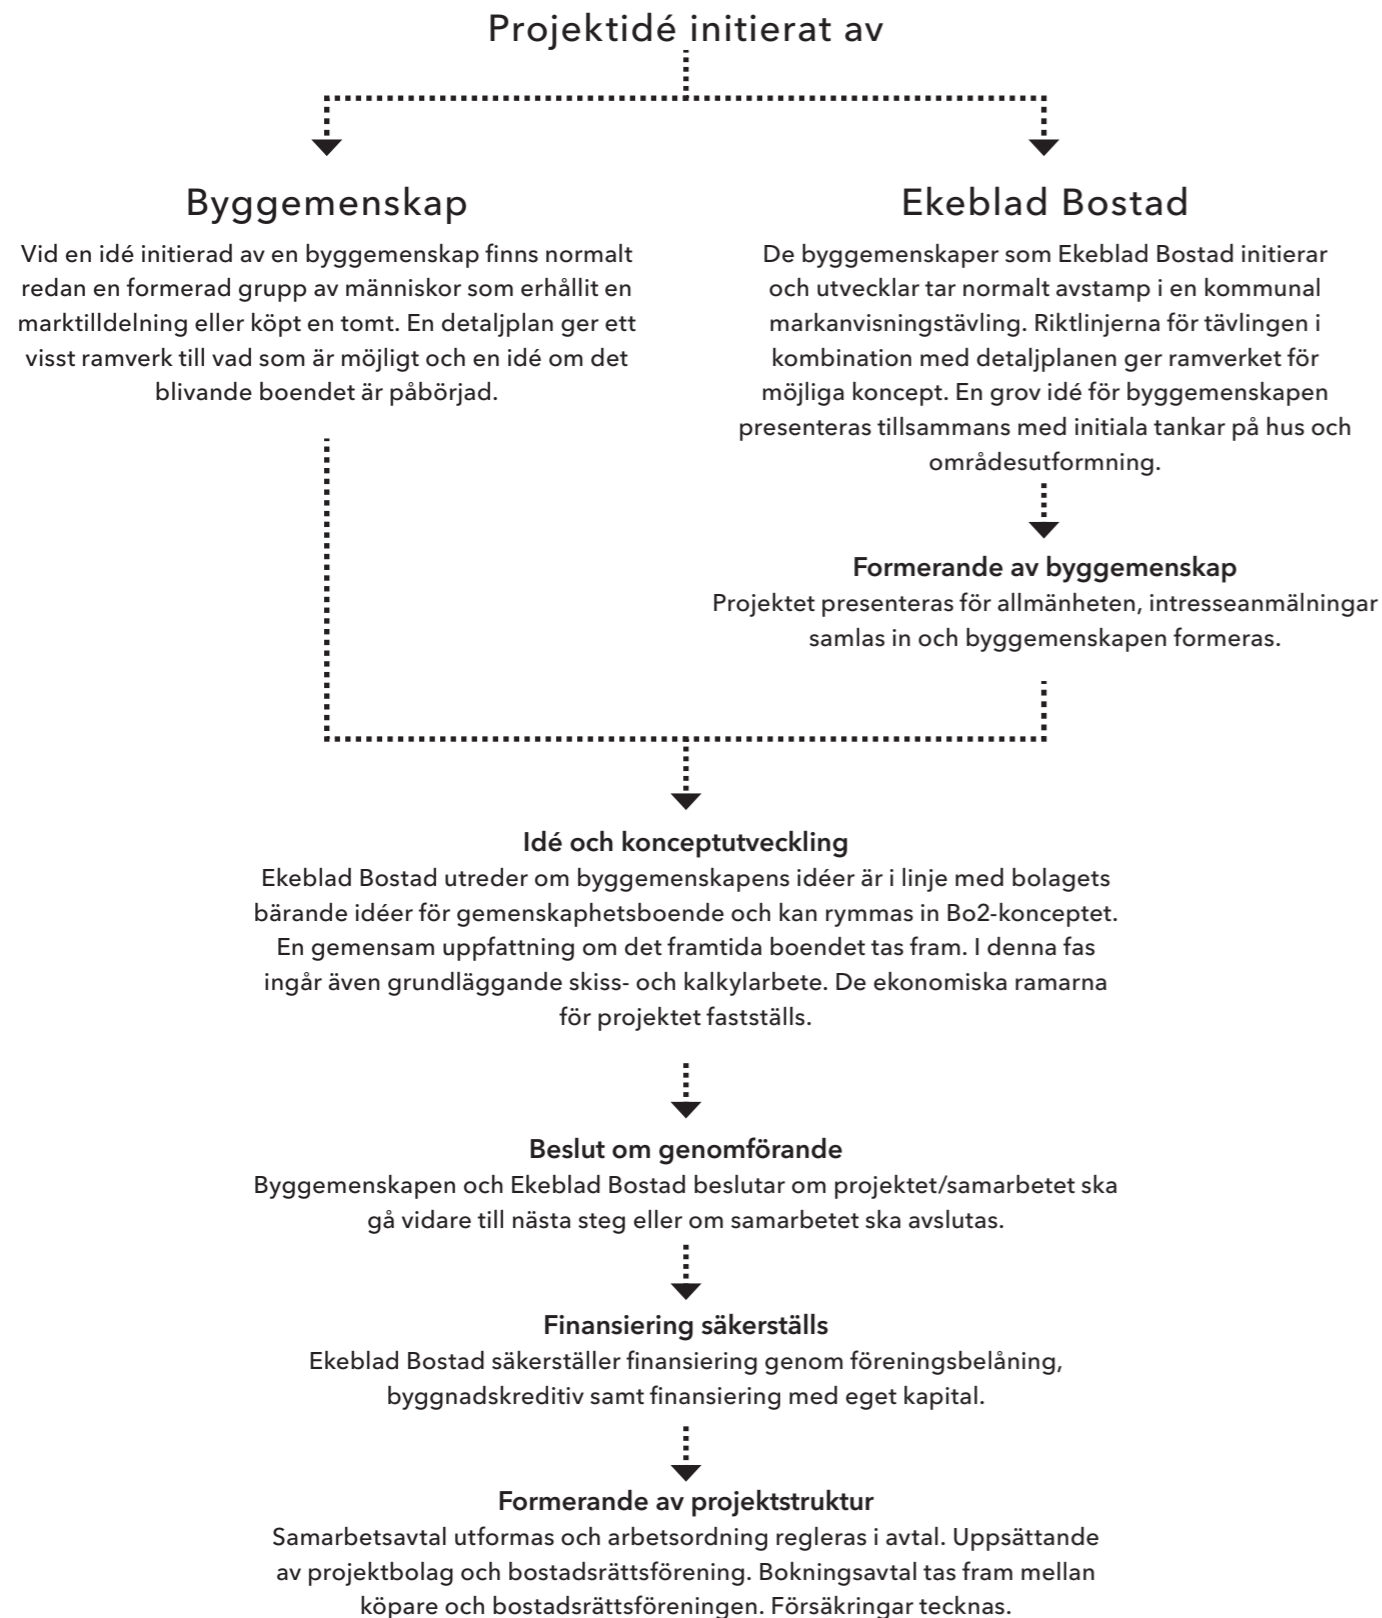 Projektidé initierat av
Byggemenskap
Vid en idé initierad av en byggemenskap finns normalt
redan en formerad grupp av människor som erhållit en
marktilldelning eller köpt en tomt. En detaljplan ger ett
visst ramverk till vad som är möjligt och en idé om det
blivande boendet är påbörjad.
Ekeblad Bostad
De byggemenskaper som Ekeblad Bostad initierar
och utvecklar tar normalt avstamp i en kommunal
markanvisningstävling. Riktlinjerna för tävlingen i
kombination med detaljplanen ger ramverket för
möjliga koncept. En grov idé för byggemenskapen
presenteras tillsammans med initiala tankar på hus och
områdesutformning.
Formerande av byggemenskap
Projektet presenteras för allmänheten, intresseanmälningar
samlas in och byggemenskapen formeras.
Idé och konceptutveckling
Ekeblad Bostad utreder om byggemenskapens idéer är i linje med bolagets
bärande idéer för gemenskaphetsboende och kan rymmas in Bo2-konceptet.
En gemensam uppfattning om det framtida boendet tas fram. I denna fas
ingår även grundläggande skiss- och kalkylarbete. De ekonomiska ramarna
för projektet fastställs.
Beslut om genomförande
Byggemenskapen och Ekeblad Bostad beslutar om projektet/samarbetet ska
gå vidare till nästa steg eller om samarbetet ska avslutas.
Finansiering säkerställs
Ekeblad Bostad säkerställer finansiering genom föreningsbelåning,
byggnadskreditiv samt finansiering med eget kapital.
Formerande av projektstruktur
Samarbetsavtal utformas och arbetsordning regleras i avtal. Uppsättande
av projektbolag och bostadsrättsförening. Bokningsavtal tas fram mellan
köpare och bostadsrättsföreningen. Försäkringar tecknas.